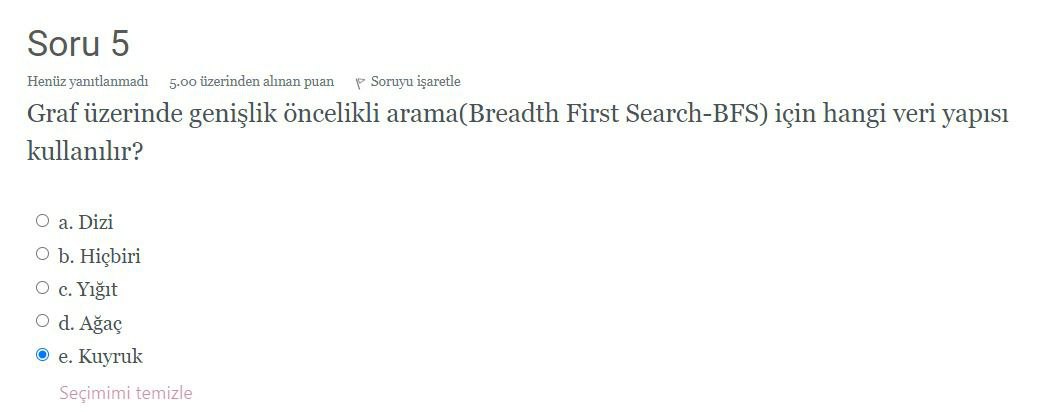 Soru 5
Henüz yanıtlanmadı 5.00 üzerinden alınan puan Soruyu işaretle
Graf üzerinde genişlik öncelikli arama(Breadth First Search-BFS) için hangi veri yapısı
kullanılır?
a. Dizi
b. Hiçbiri
c. Yığıt
d. Ağaç
e. Kuyruk
Seçimimi temizle